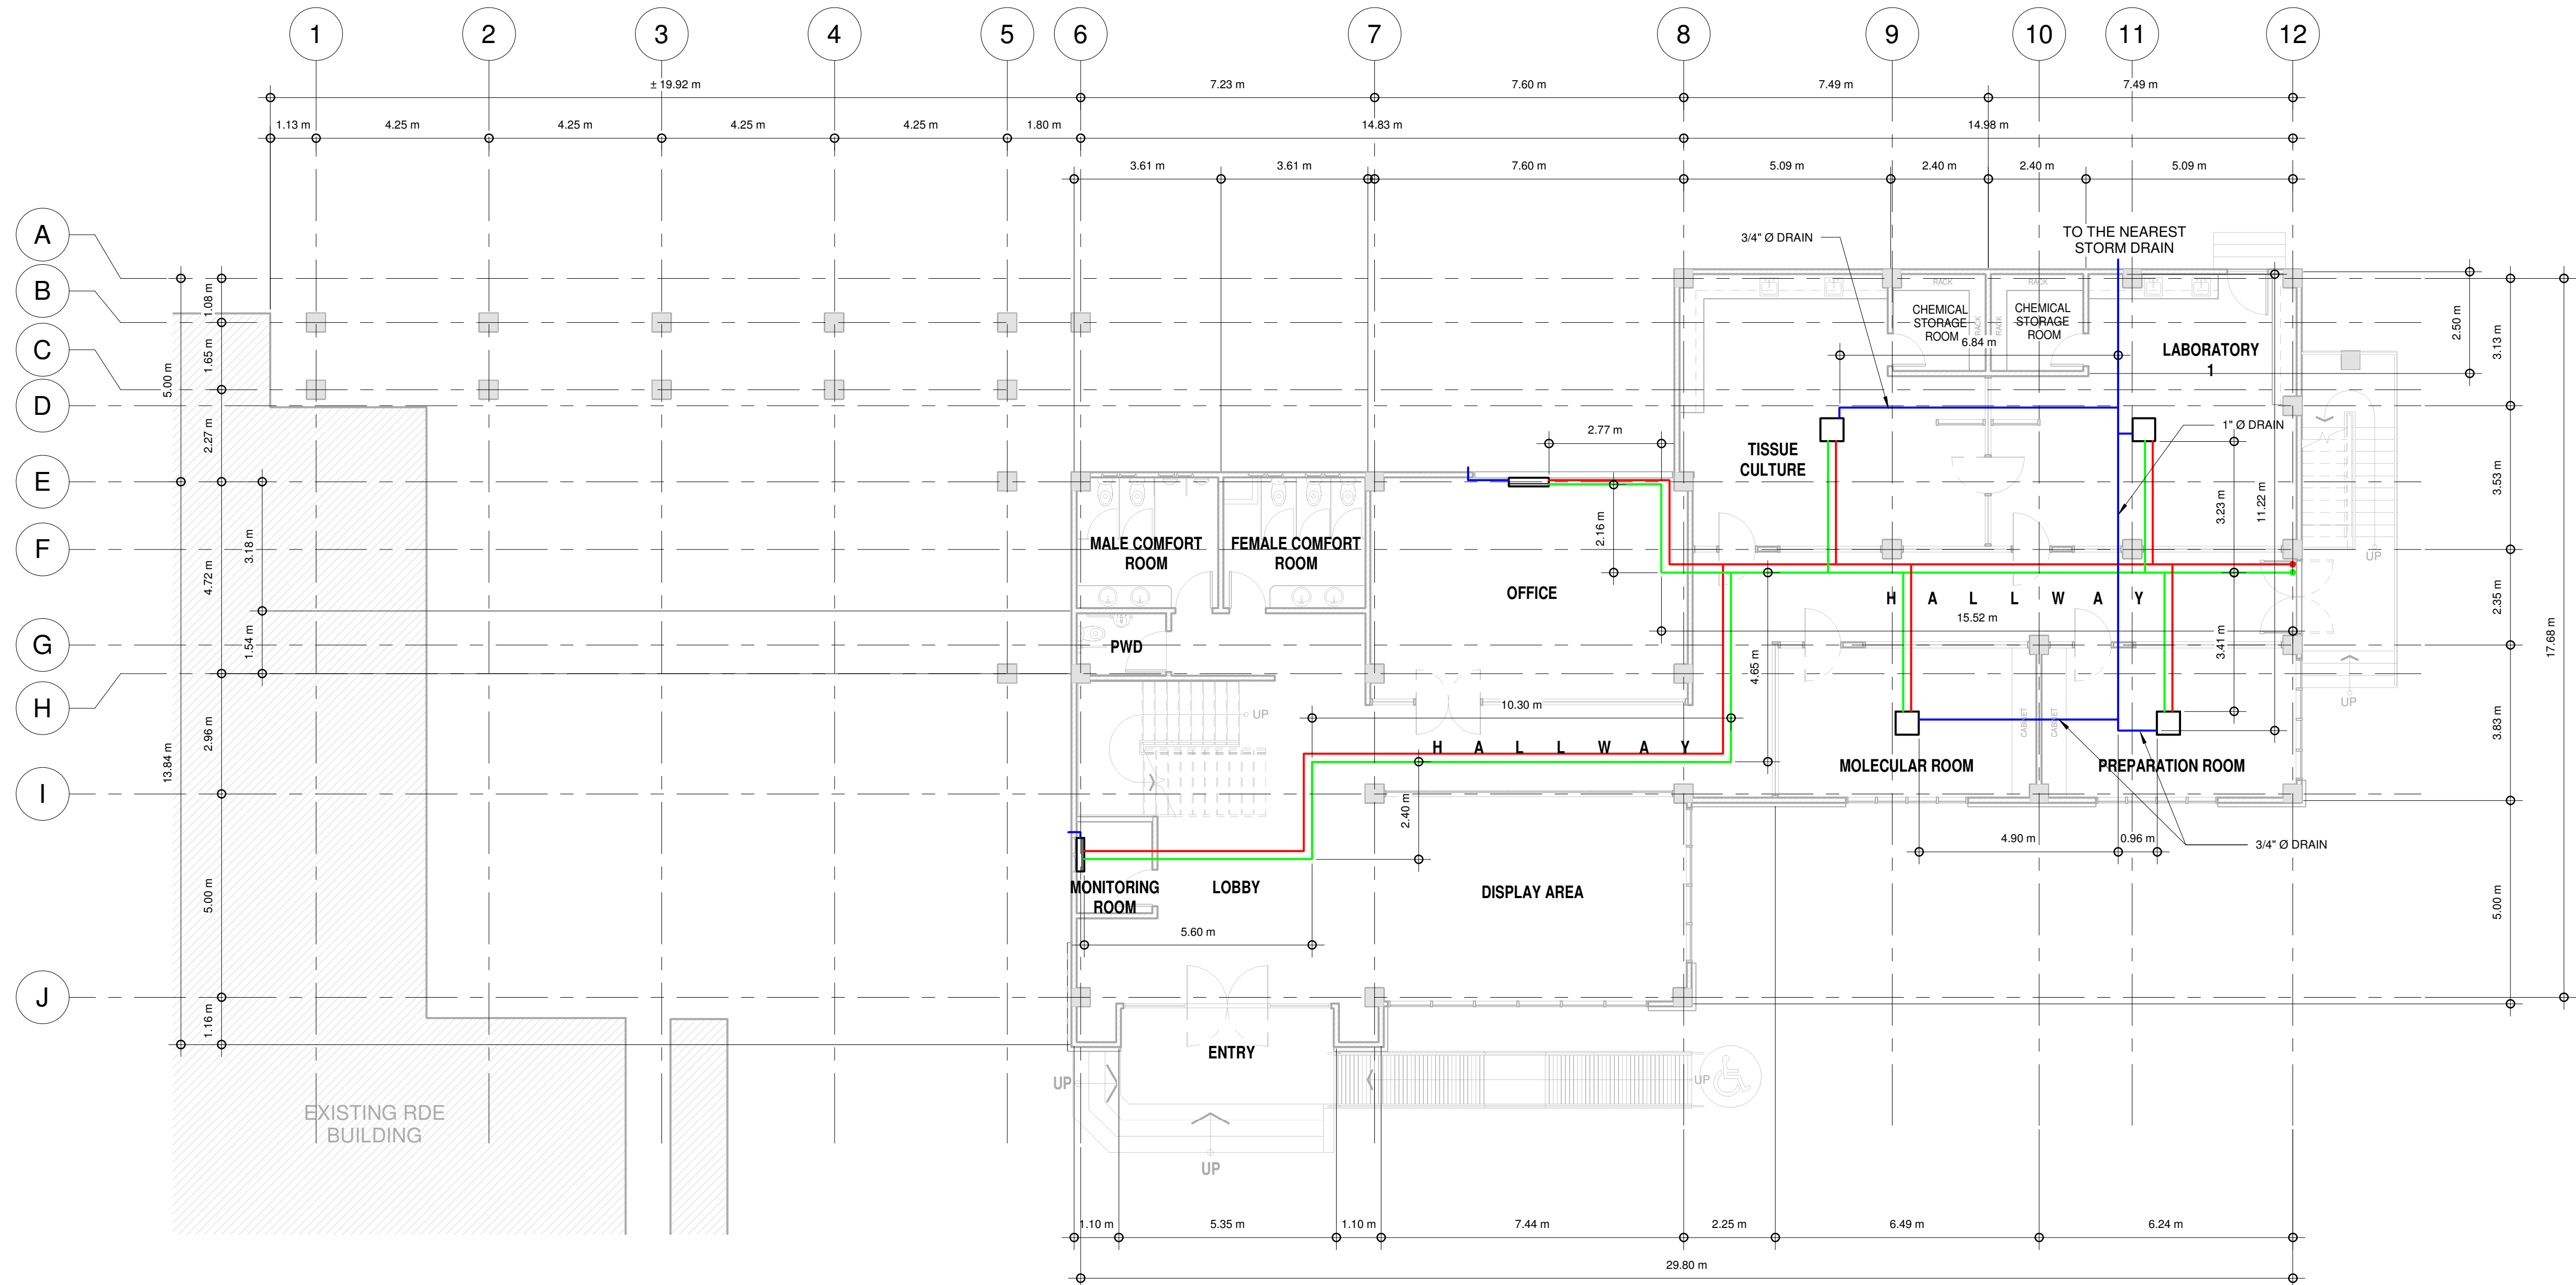 1 2 3 4 5 6 7 8 9 10 11 12
± 19.92 m 7.23 m 7.60 m 7.49 m 7.49 m
1.13 m 4.25 m 4.25 m 4.25 m 4.25 m 1.80 m 14.83 m 14.98 m
3.61 m 3.61 m 7.60 m 5.09 m 2.40 m 2.40 m 5.09 m
A
B
C
D
E
F
G
H
I
J
1.08 m
1.65 m
5.00 m
2.27 m
3.18 m
4.72 m
1.54 m
2.96 m
13.84 m
5.00 m
1.16 m
3/4" Ø DRAIN
TO THE NEAREST
STORM DRAIN
RACK
RACK
CHEMICAL
STORAGE
ROOM
RACK
RACK
CHEMICAL
STORAGE
ROOM
6.84 m
LABORATORY
1
2.50 m
3.13 m
1" Ø DRAIN
TISSUE
CULTURE
2.77 m
2.16 m
3.23 m
11.22 m
3.53 m
MALE COMFORT
ROOM
FEMALE COMFORT
ROOM
OFFICE
UP
HALLWAY
15.52 m
2.35 m
17.68 m
PWD
4.65 m
3.41 m
UP
10.30 m
UP
HALLWAY
CABINET
CABINET
3.83 m
MOLECULAR ROOM
PREPARATION ROOM
2.40 m
4.90 m
0.96 m
3/4" Ø DRAIN
MONITORING
ROOM
LOBBY
DISPLAY AREA
5.00 m
5.60 m
ENTRY
UP
UP
UP
EXISTING RDE
BUILDING
1.10 m 5.35 m 1.10 m 7.44 m 2.25 m 6.49 m 6.24 m
29.80 m